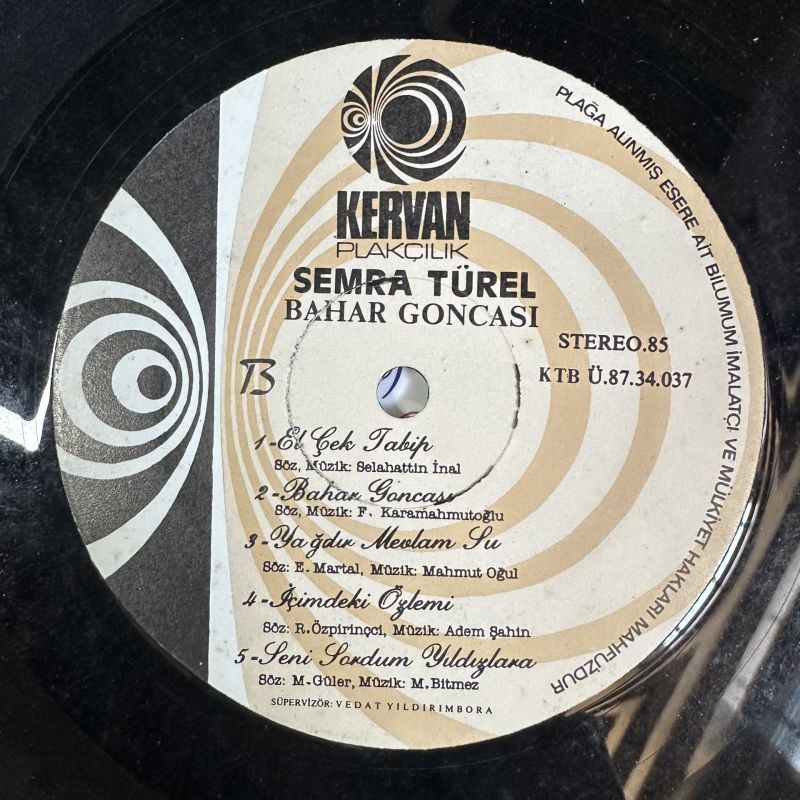 KERVAN
PLAKÇILIK
SEMRA TÜREL
BAHAR GONCASI
STEREO.85
KTB Ü.87.34.037
B
1-El Çek Tabip
Söz, Müzik: Selahattin İnal
2-Bahar Goncası
Söz, Müzik: F. Karamahmutoğlu
3-Yağdır Mevlam Su
Söz: E. Martal, Müzik: Mahmut Oğul
4-İçimdeki Özlemi
Söz: R.Özpirinçci, Müzik: Adem Şahin
5-Seni Sordum Yıldızlara
Söz: M.Güler, Müzik: M.Bitmez
SÜPERVİZÖR: VEDAT YILDIRIMBORA
PLAĞA ALINMIŞ ESERE AİT BİLUMUM İMALATÇI VE MÜLKİYET HAKLARI MAHFUZDUR